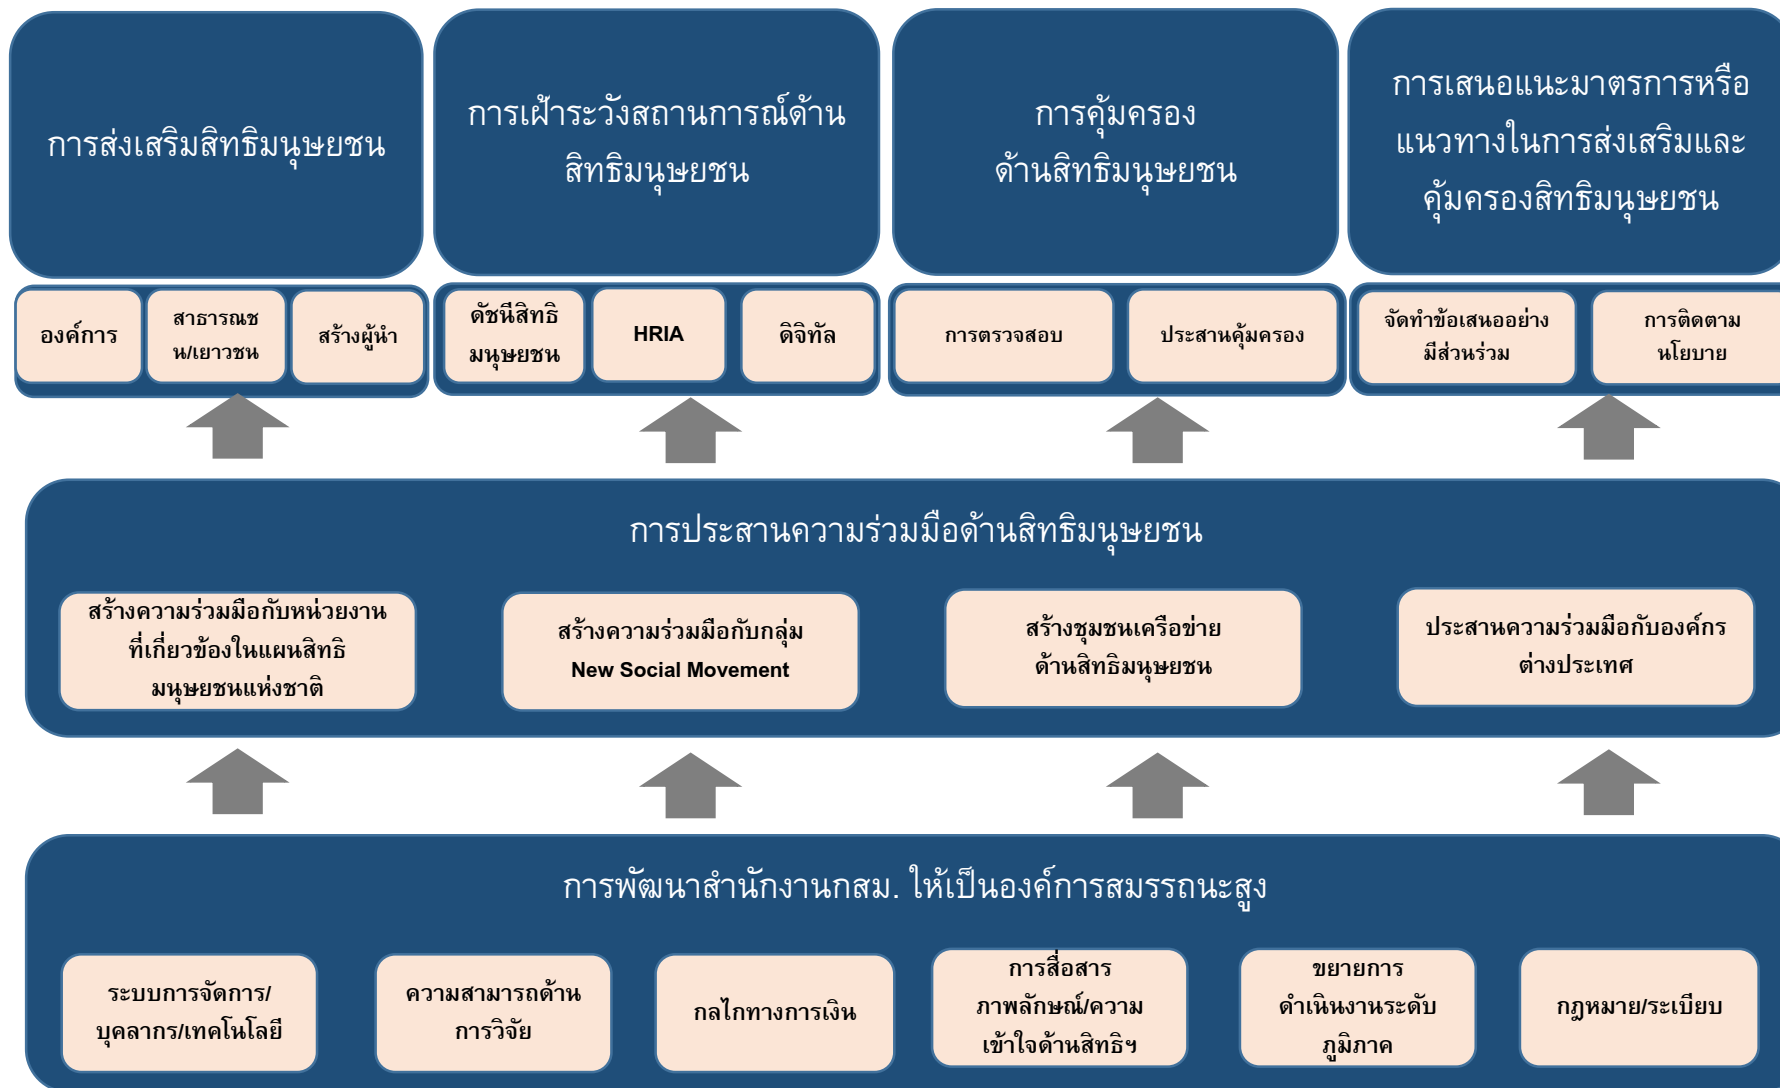 การส่งเสริมสิทธิมนุษยชน
การเฝ้าระวังสถานการณ์ด้าน
สิทธิมนุษยชน
การคุ้มครอง
ด้านสิทธิมนุษยชน
การเสนอแนะมาตรการหรือ
แนวทางในการส่งเสริมและ
คุ้มครองสิทธิมนุษยชน
องค์การ
สาธารณช
น/เยาวชน
สร้างผู้นำ
ดัชนีสิทธิ
มนุษยชน
HRIA
ดิจิทัล
การตรวจสอบ
ประสานคุ้มครอง
จัดทำข้อเสนออย่าง
มีส่วนร่วม
การติดตาม
นโยบาย
การประสานความร่วมมือด้านสิทธิมนุษยชน
สร้างความร่วมมือกับหน่วยงาน
ที่เกี่ยวข้องในแผนสิทธิ
มนุษยชนแห่งชาติ
สร้างความร่วมมือกับกลุ่ม
New Social Movement
สร้างชุมชนเครือข่าย
ด้านสิทธิมนุษยชน
ประสานความร่วมมือกับองค์กร
ต่างประเทศ
การพัฒนาสำนักงานกสม. ให้เป็นองค์การสมรรถนะสูง
ระบบการจัดการ/
บุคลากร/เทคโนโลยี
ความสามารถด้าน
การวิจัย
กลไกทางการเงิน
การสื่อสาร
ภาพลักษณ์/ความ
เข้าใจด้านสิทธิฯ
ขยายการ
ดำเนินงานระดับ
ภูมิภาค
กฎหมาย/ระเบียบ